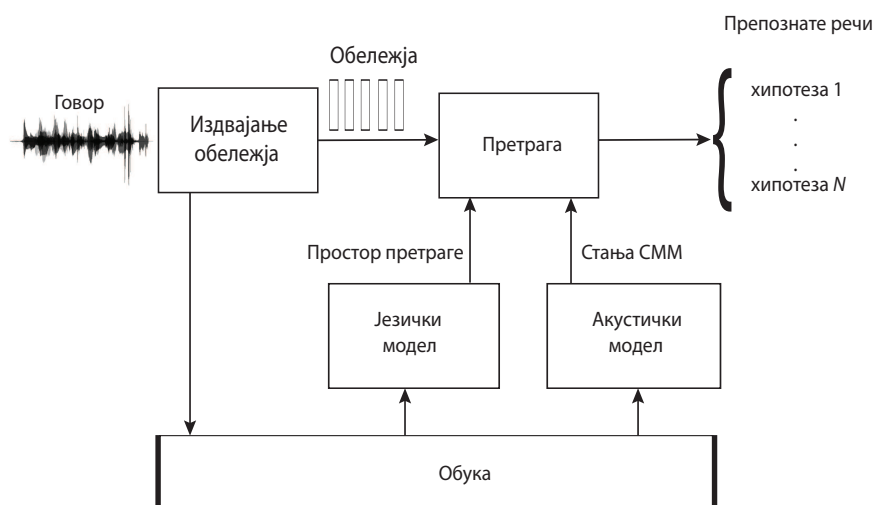 Препознате речи
Говор
Обележја
Издвајање
обележја
Претрага
хипотеза 1
.
.
.
хипотеза N
Простор претраге
Стања СММ
Језички
модел
Акустички
модел
Обука